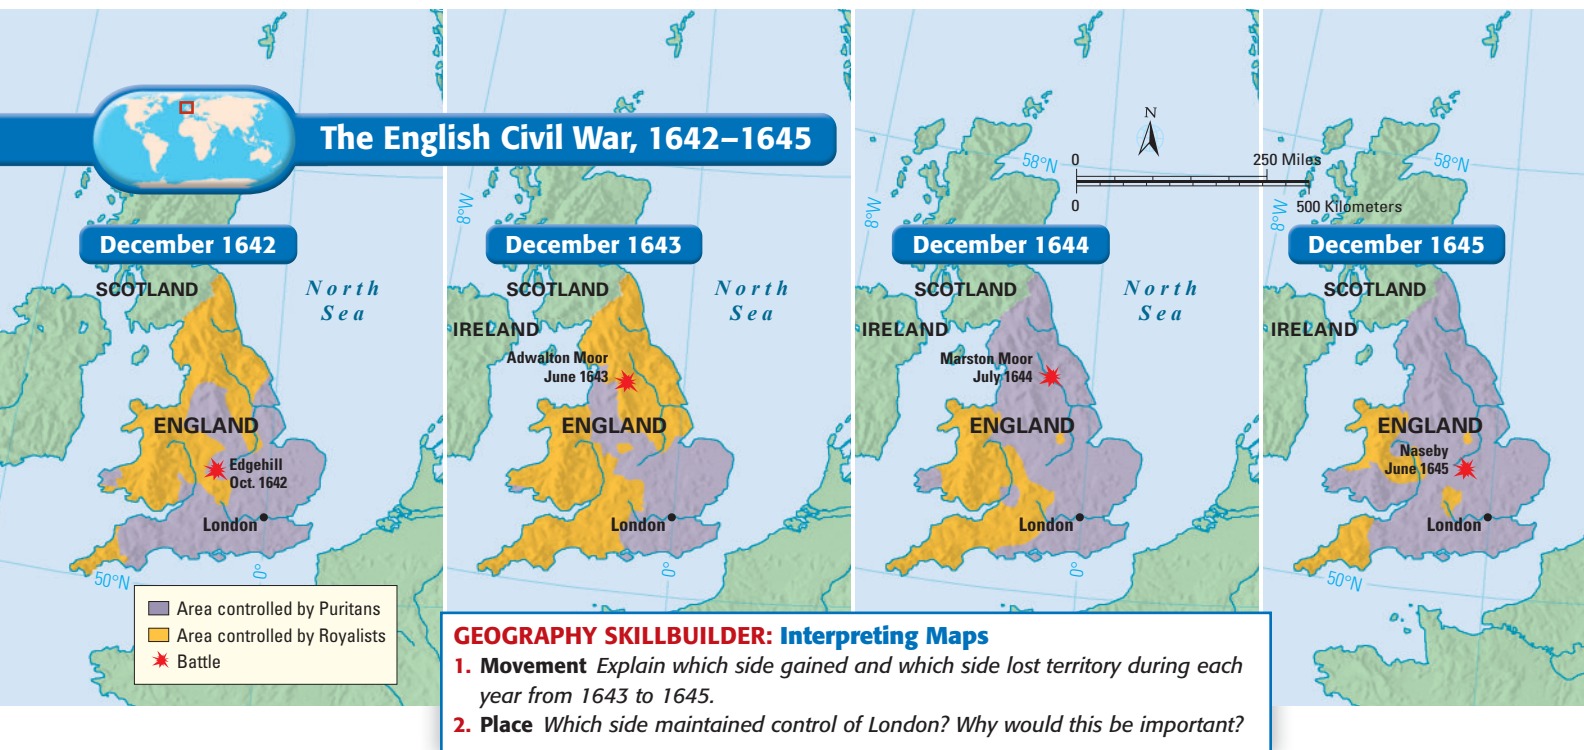 The English Civil War, 1642–1645
December 1642
SCOTLAND
North
Sea
ENGLAND
Edgehill
Oct. 1642
London
50°N
0°
Area controlled by Puritans
Area controlled by Royalists
Battle
8°W
December 1643
SCOTLAND
North
Sea
IRELAND
Adwalton Moor
June 1643
ENGLAND
London
0°
N
58°N
0
250 Miles
0
500 Kilometers
8°W
December 1644
SCOTLAND
North
Sea
IRELAND
Marston Moor
July 1644
ENGLAND
London
0°
58°N
8°W
December 1645
SCOTLAND
IRELAND
ENGLAND
Naseby
June 1645
London
50°N
GEOGRAPHY SKILLBUILDER: Interpreting Maps
1. Movement Explain which side gained and which side lost territory during each
year from 1643 to 1645.
2. Place Which side maintained control of London? Why would this be important?